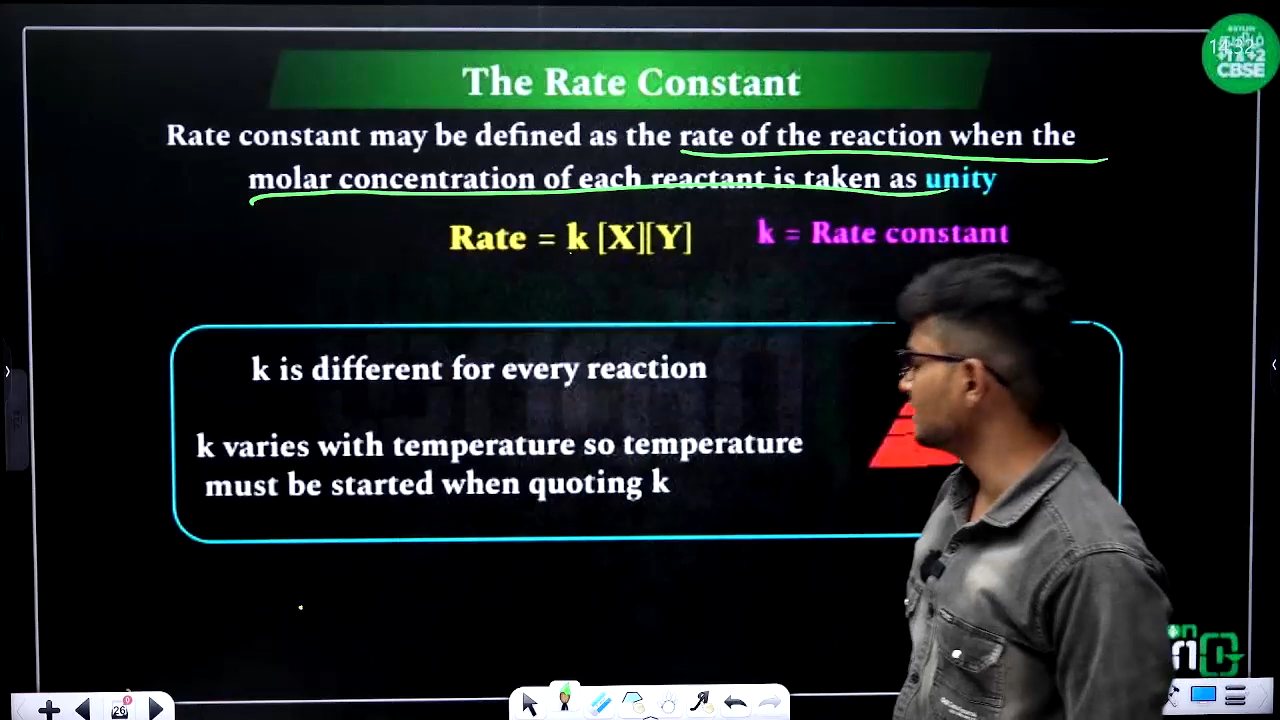 The Rate Constant
14:32
CBSE
Rate constant may be defined as the rate of the reaction when the
molar concentration of each reactant is taken as unity
Rate = k [X][Y]
k = Rate constant
k is different for every reaction
k varies with temperature so temperature
must be started when quoting k
26